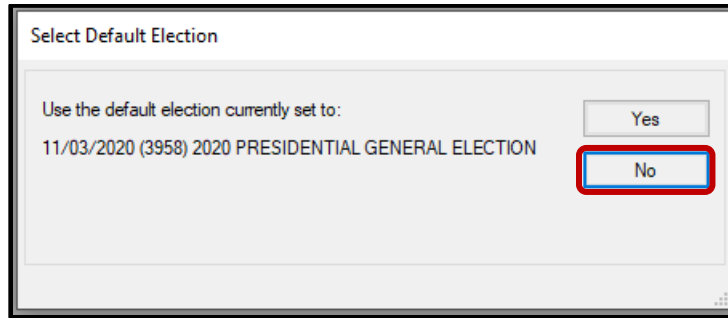 Select Default Election
Use the default election currently set to:
11/03/2020 (3958) 2020 PRESIDENTIAL GENERAL ELECTION
Yes
No